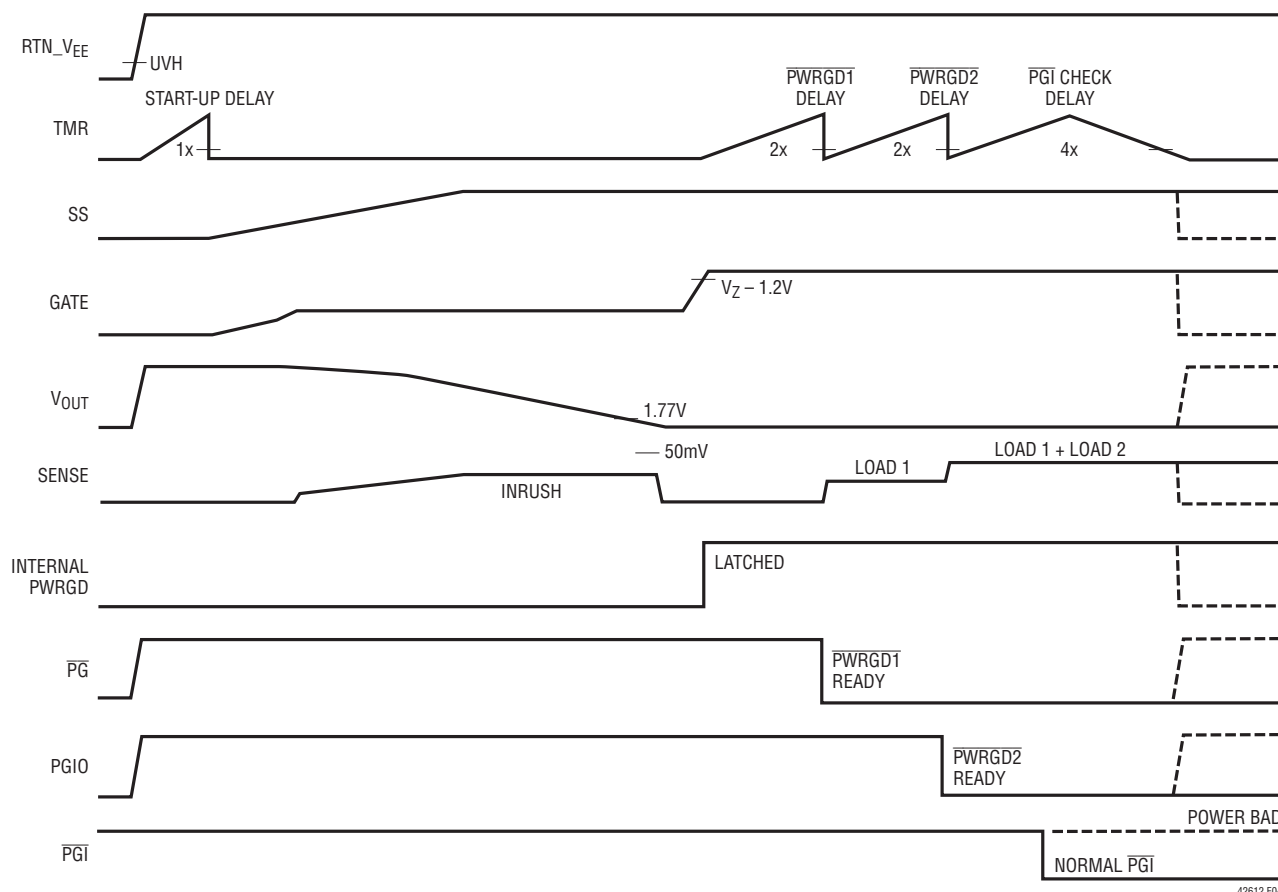 RTN_VEE
UVH
START-UP DELAY
PWRGD1
DELAY
PWRGD2
DELAY
PGI CHECK
DELAY
TMR
1x
2x
2x
4x
SS
GATE
VZ – 1.2V
VOUT
1.77V
50mV
SENSE
INRUSH
LOAD 1
LOAD 1 + LOAD 2
INTERNAL
PWRGD
LATCHED
PG
PWRGD1
READY
PGIO
PWRGD2
READY
POWER BAD
PGI
NORMAL PGI